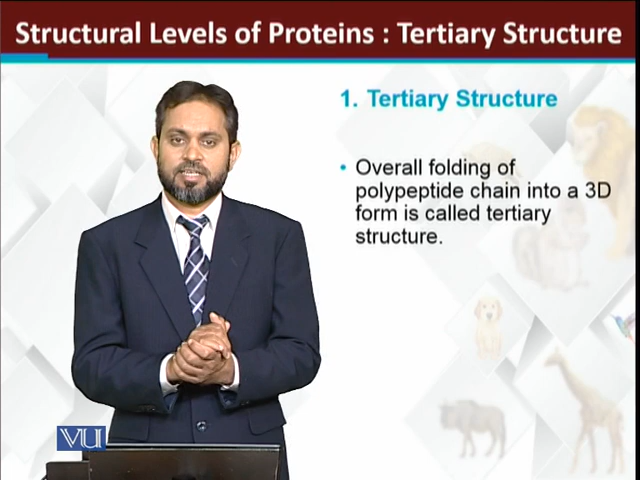 Structural Levels of Proteins : Tertiary Structure
1. Tertiary Structure
• Overall folding of
polypeptide chain into a 3D
form is called tertiary
structure.
VU